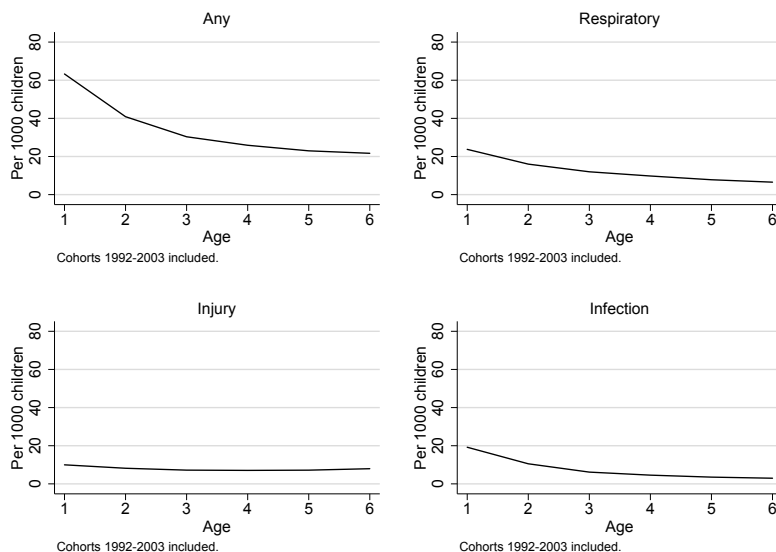 Any
Per 1000 children
80
60
40
20
0
1 2 3 4 5 6
Age
Cohorts 1992-2003 included.
Respiratory
Per 1000 children
80
60
40
20
0
1 2 3 4 5 6
Age
Cohorts 1992-2003 included.
Injury
Per 1000 children
80
60
40
20
0
1 2 3 4 5 6
Age
Cohorts 1992-2003 included.
Infection
Per 1000 children
80
60
40
20
0
1 2 3 4 5 6
Age
Cohorts 1992-2003 included.